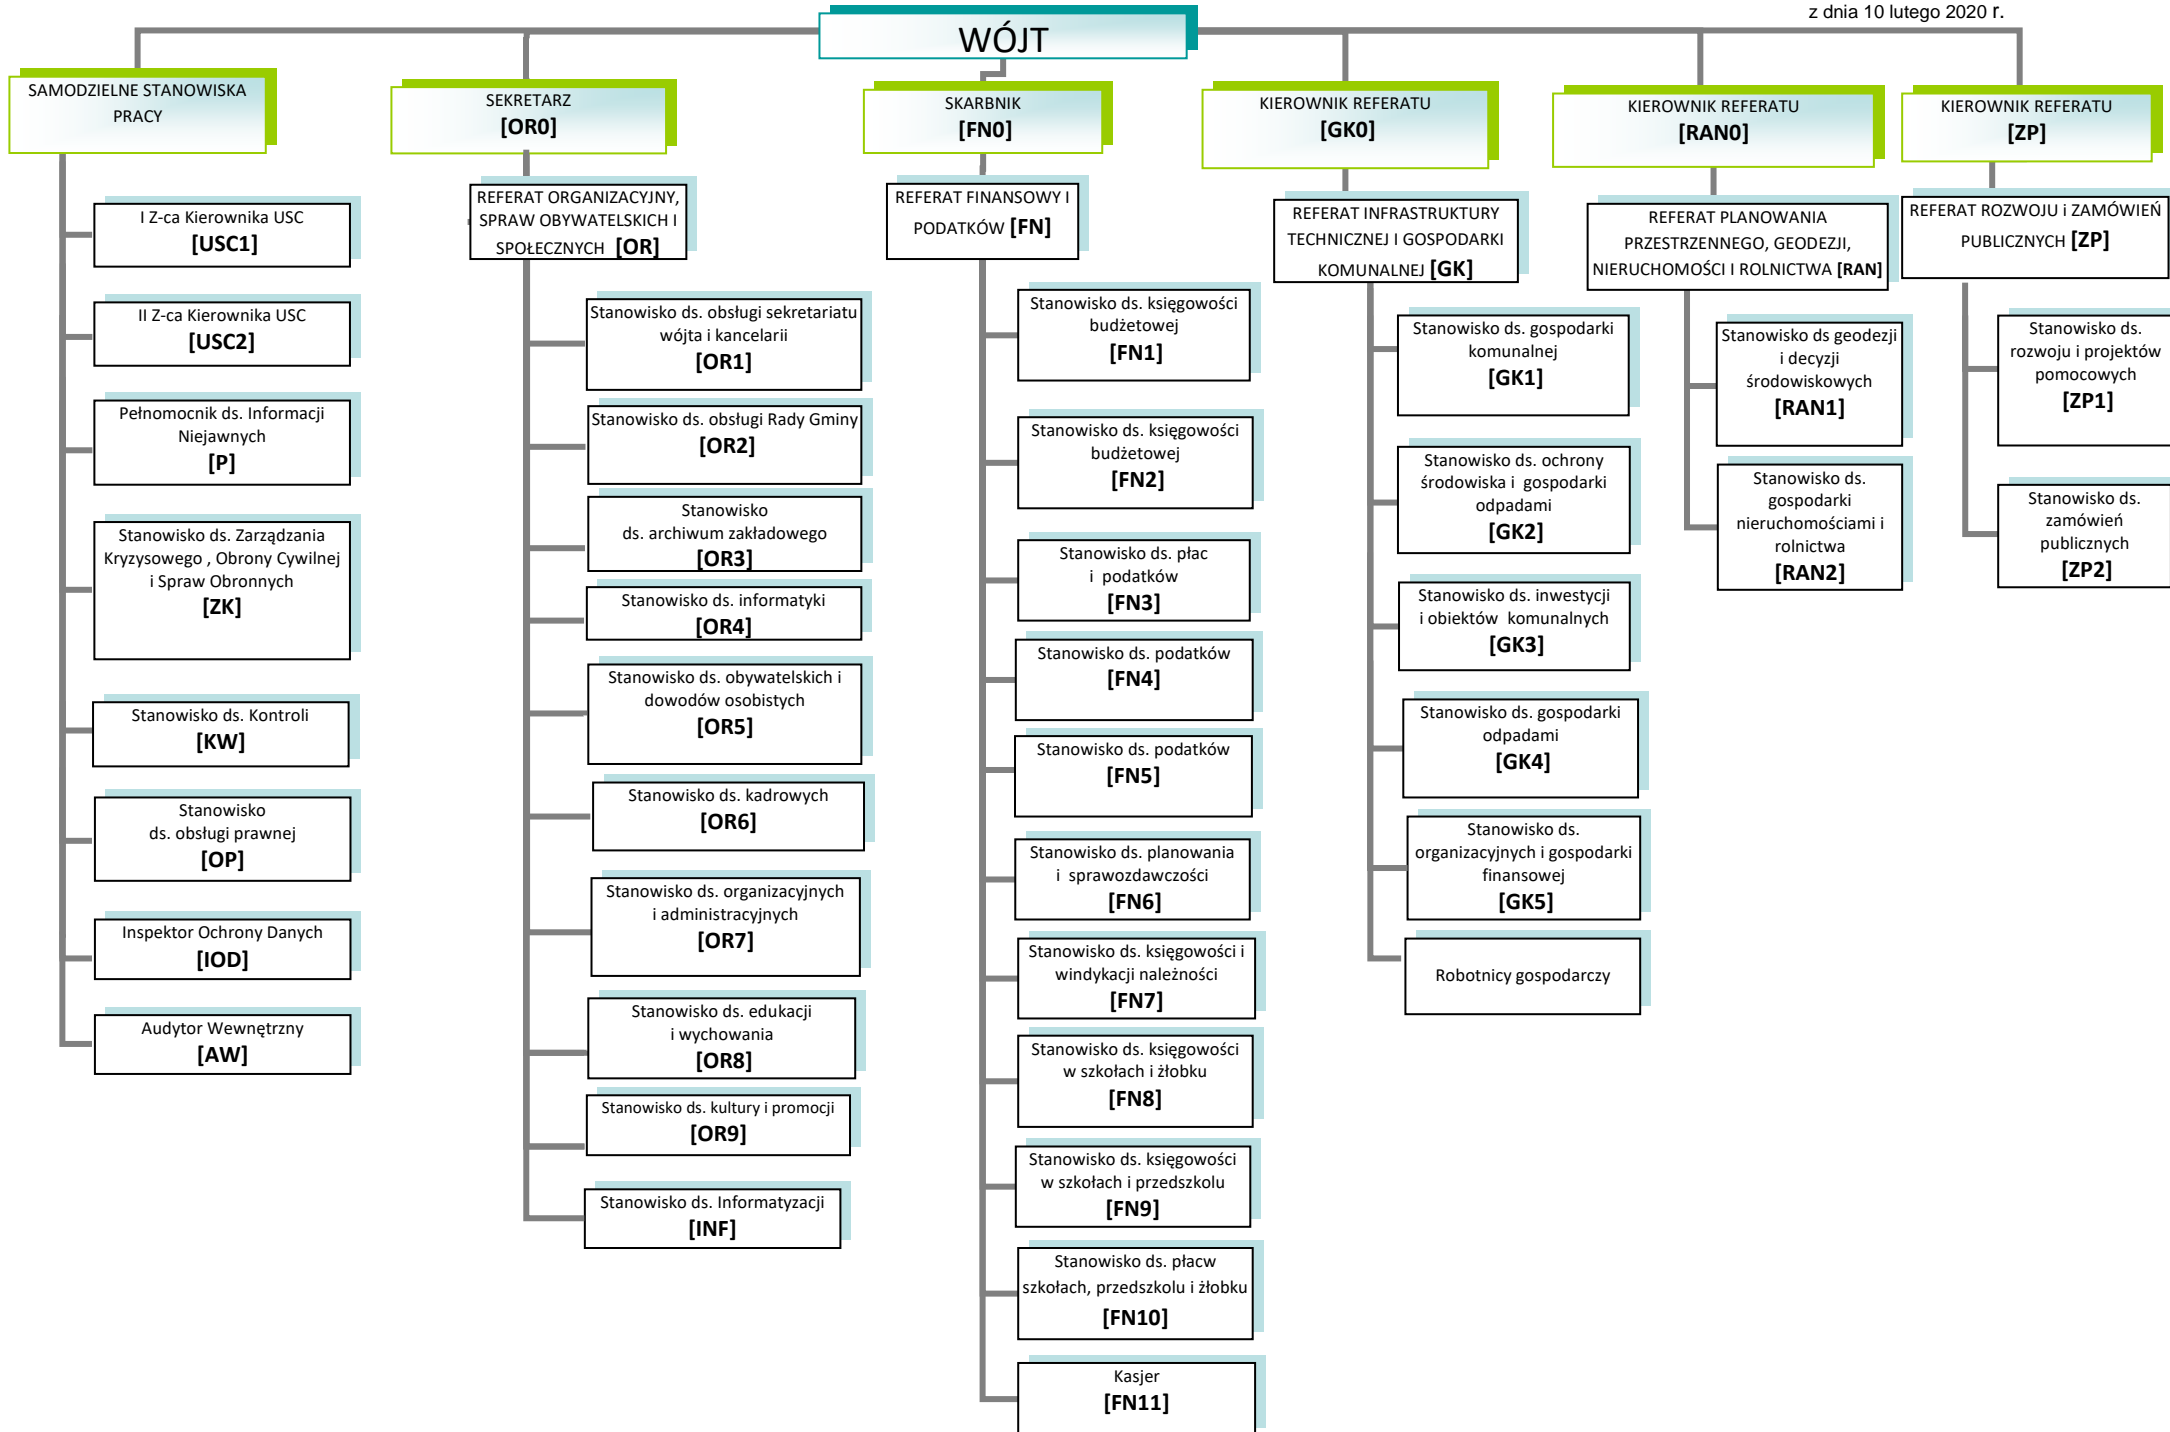 z dnia 10 lutego 2020 r.
WÓJT
SAMODZIELNE STANOWISKA
PRACY
I Z-ca Kierownika USC
[USC1]
II Z-ca Kierownika USC
[USC2]
Pełnomocnik ds. Informacji
Niejawnych
[P]
Stanowisko ds. Zarządzania
Kryzysowego , Obrony Cywilnej
i Spraw Obronnych
[ZK]
Stanowisko ds. Kontroli
[KW]
Stanowisko
ds. obsługi prawnej
[OP]
Inspektor Ochrony Danych
[IOD]
Audytor Wewnętrzny
[AW]
SEKRETARZ
[OR0]
REFERAT ORGANIZACYJNY,
SPRAW OBYWATELSKICH I
SPOŁECZNYCH [OR]
Stanowisko ds. obsługi sekretariatu
wójta i kancelarii
[OR1]
Stanowisko ds. obsługi Rady Gminy
[OR2]
Stanowisko
ds. archiwum zakładowego
[OR3]
Stanowisko ds. informatyki
[OR4]
Stanowisko ds. obywatelskich i
dowodów osobistych
[OR5]
Stanowisko ds. kadrowych
[OR6]
Stanowisko ds. organizacyjnych
i administracyjnych
[OR7]
Stanowisko ds. edukacji
i wychowania
[OR8]
Stanowisko ds. kultury i promocji
[OR9]
Stanowisko ds. Informatyzacji
[INF]
SKARBNIK
[FN0]
REFERAT FINANSOWY I
PODATKÓW [FN]
Stanowisko ds. księgowości
budżetowej
[FN1]
Stanowisko ds. księgowości
budżetowej
[FN2]
Stanowisko ds. płac
i podatków
[FN3]
Stanowisko ds. podatków
[FN4]
Stanowisko ds. podatków
[FN5]
Stanowisko ds. planowania
i sprawozdawczości
[FN6]
Stanowisko ds. księgowości i
windykacji należności
[FN7]
Stanowisko ds. księgowości
w szkołach i żłobku
[FN8]
Stanowisko ds. księgowości
w szkołach i przedszkolu
[FN9]
Stanowisko ds. płacw
szkołach, przedszkolu i żłobku
[FN10]
Kasjer
[FN11]
KIEROWNIK REFERATU
[GK0]
REFERAT INFRASTRUKTURY
TECHNICZNEJ I GOSPODARKI
KOMUNALNEJ [GK]
Stanowisko ds. gospodarki
komunalnej
[GK1]
Stanowisko ds. ochrony
środowiska i gospodarki
odpadami
[GK2]
Stanowisko ds. inwestycji
i obiektów komunalnych
[GK3]
Stanowisko ds. gospodarki
odpadami
[GK4]
Stanowisko ds.
organizacyjnych i gospodarki
finansowej
[GK5]
Robotnicy gospodarczy
KIEROWNIK REFERATU
[RAN0]
REFERAT PLANOWANIA
PRZESTRZENNEGO, GEODEZJI,
NIERUCHOMOŚCI I ROLNICTWA [RAN]
Stanowisko ds geodezji
i decyzji
środowiskowych
[RAN1]
Stanowisko ds.
gospodarki
nieruchomościami i
rolnictwa
[RAN2]
KIEROWNIK REFERATU
[ZP]
REFERAT ROZWOJU i ZAMÓWIEŃ
PUBLICZNYCH [ZP]
Stanowisko ds.
rozwoju i projektów
pomocowych
[ZP1]
Stanowisko ds.
zamówień
publicznych
[ZP2]